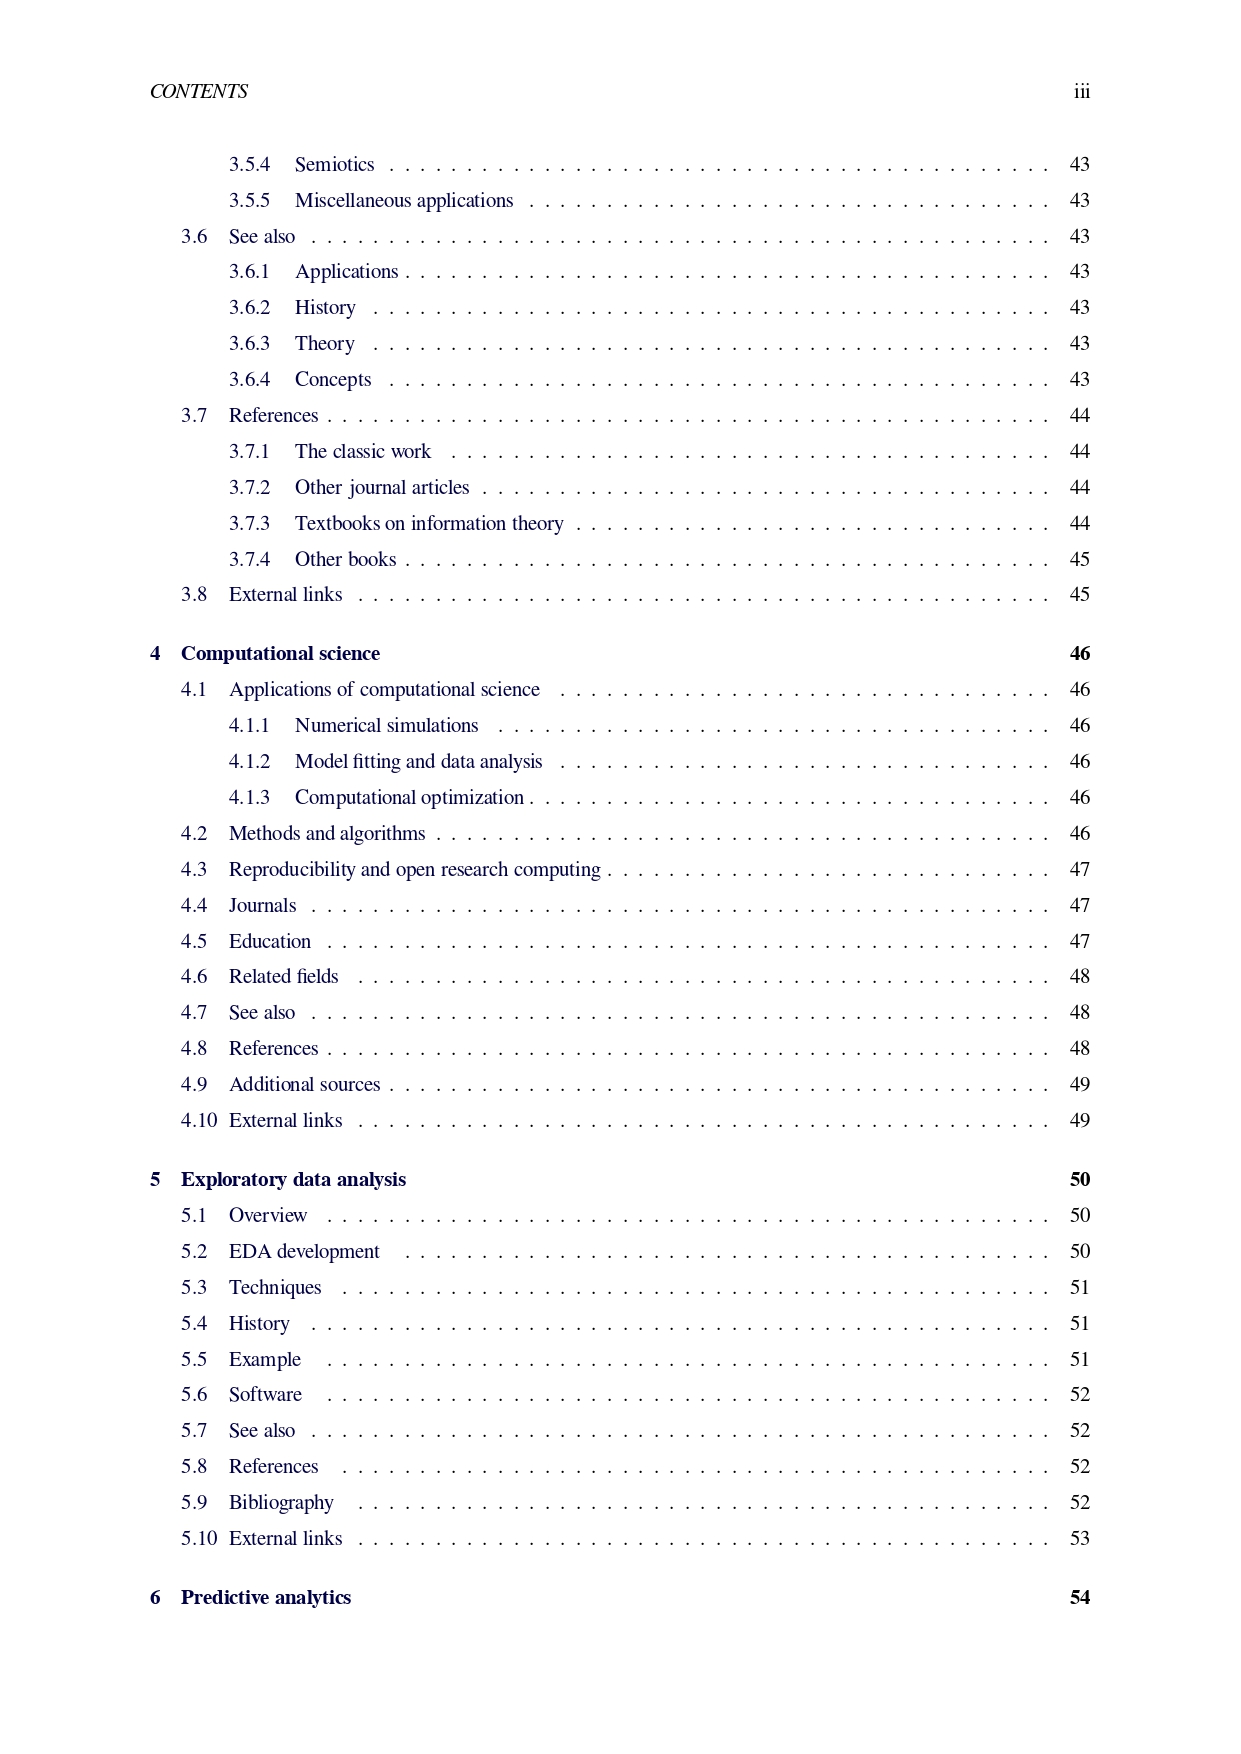 CONTENTS iii
3.5.4 Semiotics . . . . . . . . . . . . . . . . . . . . . . . . . . . . . . . . . . . . . . . . . . . 43
3.5.5 Miscellaneous applications . . . . . . . . . . . . . . . . . . . . . . . . . . . . . . . . . . 43
3.6 See also . . . . . . . . . . . . . . . . . . . . . . . . . . . . . . . . . . . . . . . . . . . . . . . . 43
3.6.1 Applications . . . . . . . . . . . . . . . . . . . . . . . . . . . . . . . . . . . . . . . . . . 43
3.6.2 History . . . . . . . . . . . . . . . . . . . . . . . . . . . . . . . . . . . . . . . . . . . . 43
3.6.3 Theory . . . . . . . . . . . . . . . . . . . . . . . . . . . . . . . . . . . . . . . . . . . . 43
3.6.4 Concepts . . . . . . . . . . . . . . . . . . . . . . . . . . . . . . . . . . . . . . . . . . . 43
3.7 References . . . . . . . . . . . . . . . . . . . . . . . . . . . . . . . . . . . . . . . . . . . . . . . 44
3.7.1 The classic work . . . . . . . . . . . . . . . . . . . . . . . . . . . . . . . . . . . . . . . 44
3.7.2 Other journal articles . . . . . . . . . . . . . . . . . . . . . . . . . . . . . . . . . . . . . 44
3.7.3 Textbooks on information theory . . . . . . . . . . . . . . . . . . . . . . . . . . . . . . . 44
3.7.4 Other books . . . . . . . . . . . . . . . . . . . . . . . . . . . . . . . . . . . . . . . . . . 45
3.8 External links . . . . . . . . . . . . . . . . . . . . . . . . . . . . . . . . . . . . . . . . . . . . . 45
4 Computational science 46
4.1 Applications of computational science . . . . . . . . . . . . . . . . . . . . . . . . . . . . . . . . 46
4.1.1 Numerical simulations . . . . . . . . . . . . . . . . . . . . . . . . . . . . . . . . . . . . 46
4.1.2 Model fitting and data analysis . . . . . . . . . . . . . . . . . . . . . . . . . . . . . . . . 46
4.1.3 Computational optimization . . . . . . . . . . . . . . . . . . . . . . . . . . . . . . . . . . 46
4.2 Methods and algorithms . . . . . . . . . . . . . . . . . . . . . . . . . . . . . . . . . . . . . . . . 46
4.3 Reproducibility and open research computing . . . . . . . . . . . . . . . . . . . . . . . . . . . . . 47
4.4 Journals . . . . . . . . . . . . . . . . . . . . . . . . . . . . . . . . . . . . . . . . . . . . . . . . 47
4.5 Education . . . . . . . . . . . . . . . . . . . . . . . . . . . . . . . . . . . . . . . . . . . . . . . 47
4.6 Related fields . . . . . . . . . . . . . . . . . . . . . . . . . . . . . . . . . . . . . . . . . . . . . 48
4.7 See also . . . . . . . . . . . . . . . . . . . . . . . . . . . . . . . . . . . . . . . . . . . . . . . . 48
4.8 References . . . . . . . . . . . . . . . . . . . . . . . . . . . . . . . . . . . . . . . . . . . . . . . 48
4.9 Additional sources . . . . . . . . . . . . . . . . . . . . . . . . . . . . . . . . . . . . . . . . . . . 49
4.10 External links . . . . . . . . . . . . . . . . . . . . . . . . . . . . . . . . . . . . . . . . . . . . . 49
5 Exploratory data analysis 50
5.1 Overview . . . . . . . . . . . . . . . . . . . . . . . . . . . . . . . . . . . . . . . . . . . . . . . 50
5.2 EDA development . . . . . . . . . . . . . . . . . . . . . . . . . . . . . . . . . . . . . . . . . . 50
5.3 Techniques . . . . . . . . . . . . . . . . . . . . . . . . . . . . . . . . . . . . . . . . . . . . . . 51
5.4 History . . . . . . . . . . . . . . . . . . . . . . . . . . . . . . . . . . . . . . . . . . . . . . . . 51
5.5 Example . . . . . . . . . . . . . . . . . . . . . . . . . . . . . . . . . . . . . . . . . . . . . . . 51
5.6 Software . . . . . . . . . . . . . . . . . . . . . . . . . . . . . . . . . . . . . . . . . . . . . . . 52
5.7 See also . . . . . . . . . . . . . . . . . . . . . . . . . . . . . . . . . . . . . . . . . . . . . . . . 52
5.8 References . . . . . . . . . . . . . . . . . . . . . . . . . . . . . . . . . . . . . . . . . . . . . . 52
5.9 Bibliography . . . . . . . . . . . . . . . . . . . . . . . . . . . . . . . . . . . . . . . . . . . . . 52
5.10 External links . . . . . . . . . . . . . . . . . . . . . . . . . . . . . . . . . . . . . . . . . . . . . 53
6 Predictive analytics 54